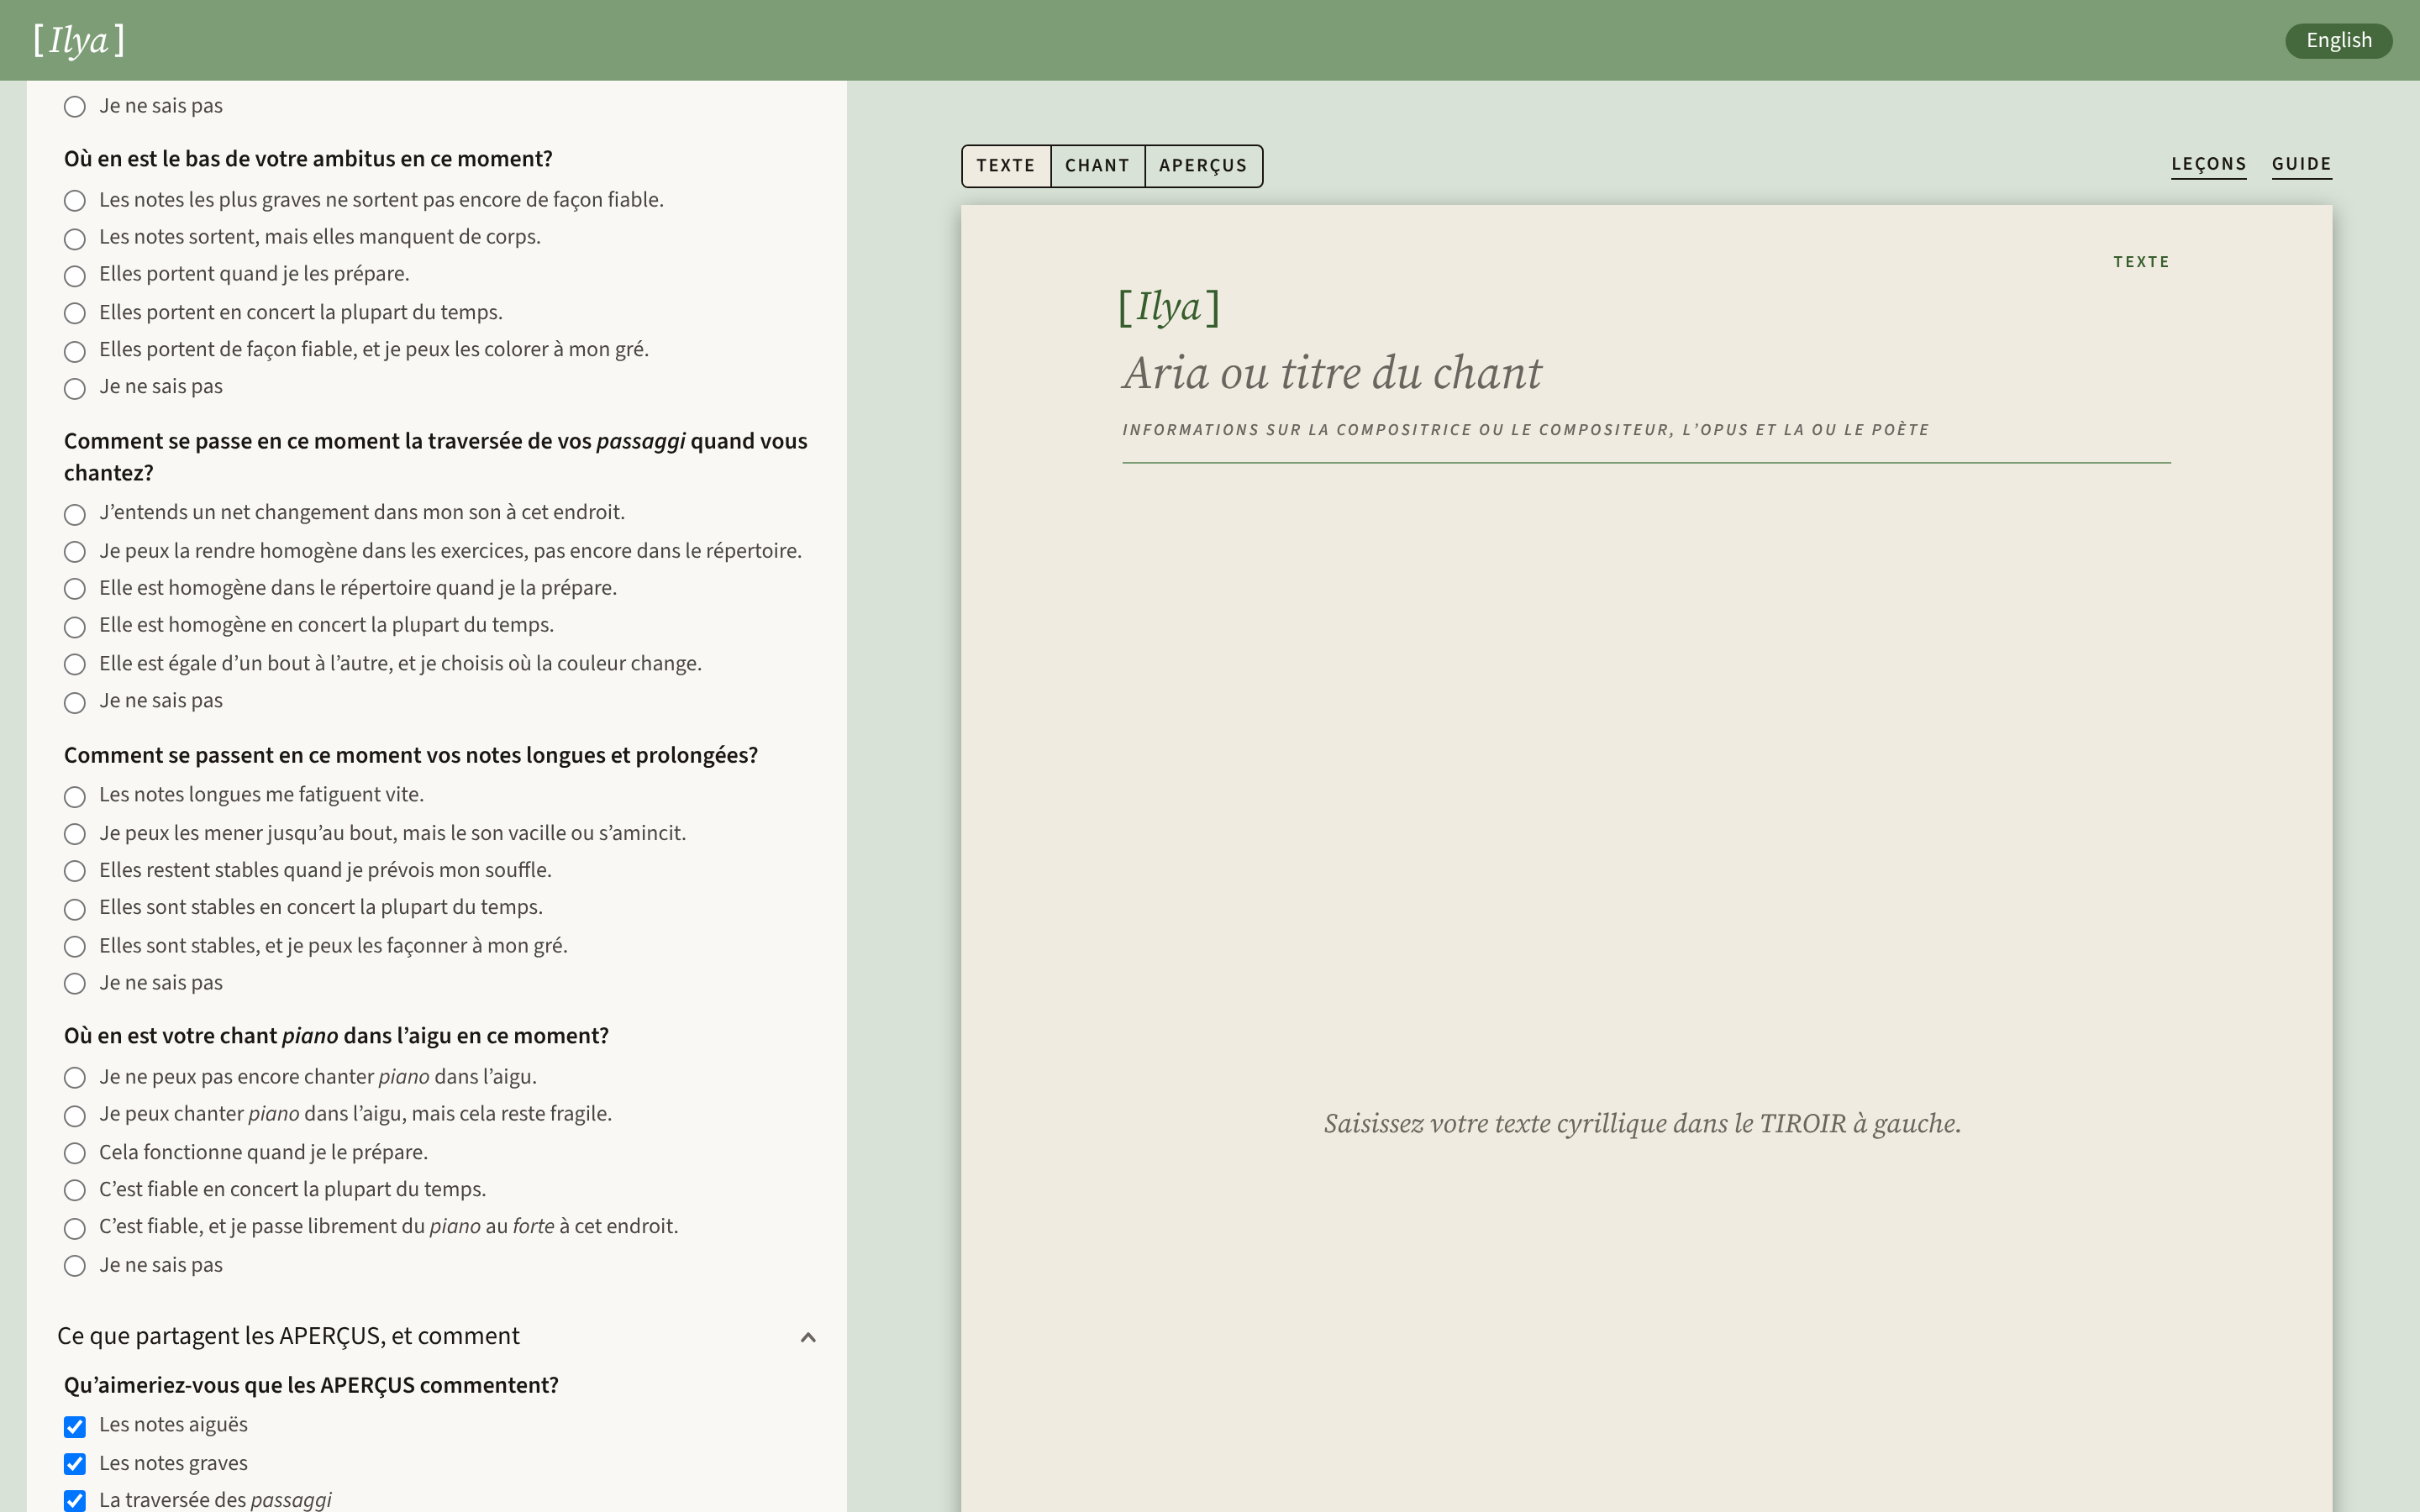 [Ilya]
English
Je ne sais pas
Où en est le bas de votre ambitus en ce moment?
Les notes les plus graves ne sortent pas encore de façon fiable.
Les notes sortent, mais elles manquent de corps.
Elles portent quand je les prépare.
Elles portent en concert la plupart du temps.
Elles portent de façon fiable, et je peux les colorer à mon gré.
Je ne sais pas
Comment se passe en ce moment la traversée de vos passaggi quand vous
chantez?
J’entends un net changement dans mon son à cet endroit.
Je peux la rendre homogène dans les exercices, pas encore dans le répertoire.
Elle est homogène dans le répertoire quand je la prépare.
Elle est homogène en concert la plupart du temps.
Elle est égale d’un bout à l’autre, et je choisis où la couleur change.
Je ne sais pas
Comment se passent en ce moment vos notes longues et prolongées?
Les notes longues me fatiguent vite.
Je peux les mener jusqu’au bout, mais le son vacille ou s’amincit.
Elles restent stables quand je prévois mon souffle.
Elles sont stables en concert la plupart du temps.
Elles sont stables, et je peux les façonner à mon gré.
Je ne sais pas
Où en est votre chant piano dans l’aigu en ce moment?
Je ne peux pas encore chanter piano dans l’aigu.
Je peux chanter piano dans l’aigu, mais cela reste fragile.
Cela fonctionne quand je le prépare.
C’est fiable en concert la plupart du temps.
C’est fiable, et je passe librement du piano au forte à cet endroit.
Je ne sais pas
Ce que partagent les APERÇUS, et comment
Qu’aimeriez-vous que les APERÇUS commentent?
Les notes aiguës
Les notes graves
La traversée des passaggi
TEXTE CHANT APERÇUS
LEÇONS GUIDE
TEXTE
[Ilya]
Aria ou titre du chant
INFORMATIONS SUR LA COMPOSITRICE OU LE COMPOSITEUR, L’OPUS ET LA OU LE POÈTE
Saisissez votre texte cyrillique dans le TIROIR à gauche.